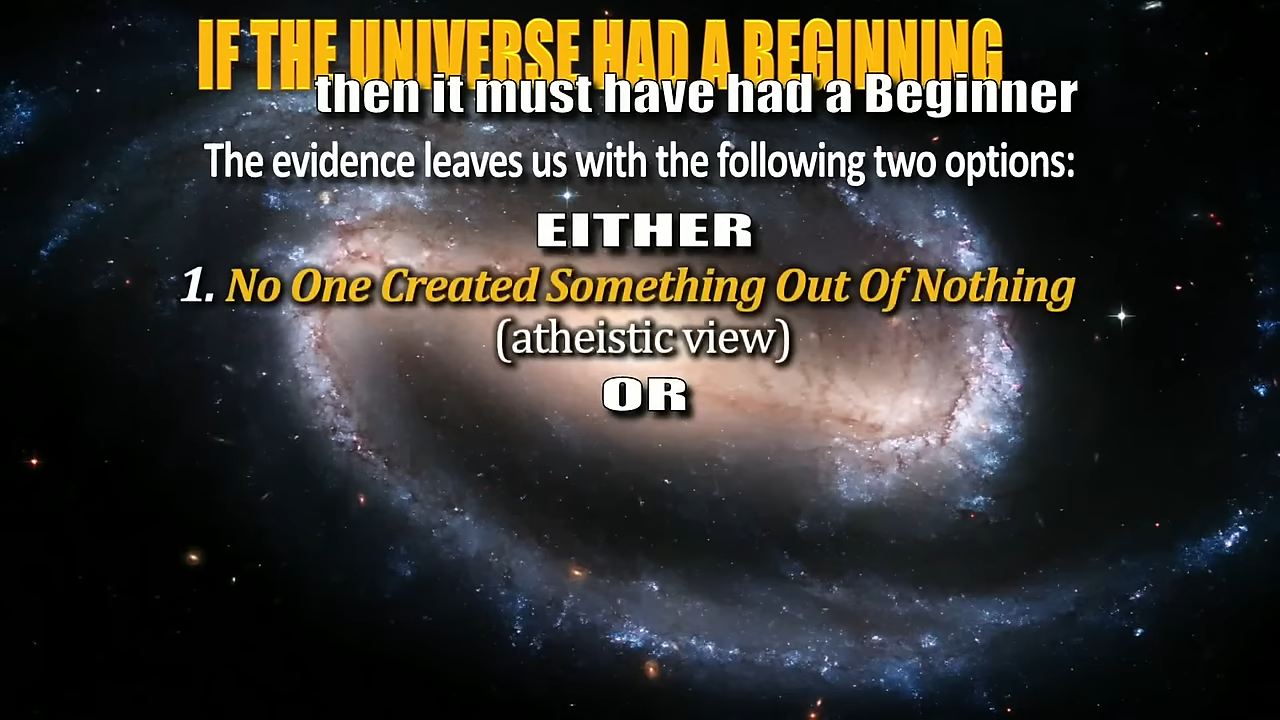 IF THE UNIVERSE HAD A BEGINNING
then it must have had a Beginner
The evidence leaves us with the following two options:
EITHER
1. No One Created Something Out Of Nothing
(atheistic view)
OR